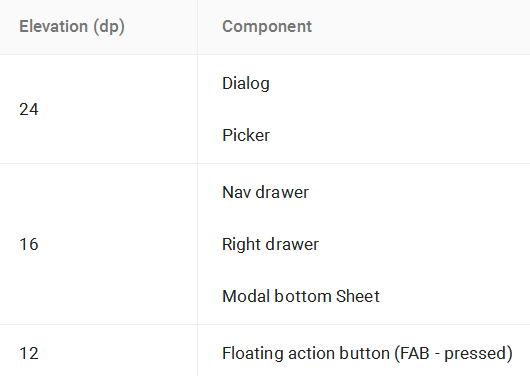 Elevation (dp) Component
24
Dialog
Picker
16
Nav drawer
Right drawer
Modal bottom Sheet
12 Floating action button (FAB - pressed)